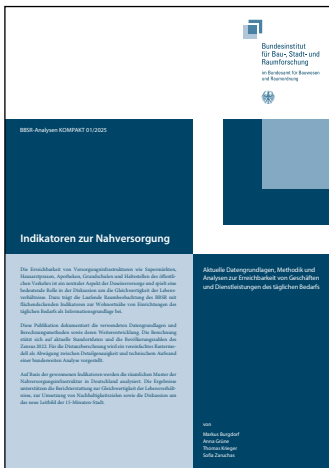 Bundesinstitut
für Bau-, Stadt- und
Raumforschung
im Bundesamt für Bauwesen
und Raumordnung
BBSR-Analysen KOMPAKT 01/2025
Indikatoren zur Nahversorgung
Die Erreichbarkeit von Versorgungsinfrastrukturen wie Supermärkten,
Hausarztpraxen, Apotheken, Grundschulen und Haltestellen des öffentli-
chen Verkehrs ist ein zentraler Aspekt der Daseinsvorsorge und spielt eine
bedeutende Rolle in der Diskussion um die Gleichwertigkeit der Lebens-
verhältnisse. Dazu trägt die Laufende Raumbeobachtung des BBSR mit
flächendeckenden Indikatoren zur Wohnortnähe von Einrichtungen des
täglichen Bedarfs als Informationsgrundlage bei.
Diese Publikation dokumentiert die verwendeten Datengrundlagen und
Berechnungsmethoden sowie deren Weiterentwicklung. Die Berechnung
stützt sich auf aktuelle Standortdaten und die Bevölkerungszahlen des
Zensus 2022. Für die Distanzberechnung wird ein vereinfachtes Rastermo-
dell als Abwägung zwischen Detailgenauigkeit und technischem Aufwand
einer bundesweiten Analyse vorgestellt.
Auf Basis der gewonnenen Indikatoren werden die räumlichen Muster der
Nahversorgungsinfrastruktur in Deutschland analysiert. Die Ergebnisse
unterstützen die Berichterstattung zur Gleichwertigkeit der Lebensverhält-
nisse, zur Umsetzung von Nachhaltigkeitszielen sowie die Diskussion um
das neue Leitbild der 15-Minuten-Stadt.
Aktuelle Datengrundlagen, Methodik und
Analysen zur Erreichbarkeit von Geschäften
und Dienstleistungen des täglichen Bedarfs
von
Markus Burgdorf
Anna Grüne
Thomas Krieger
Sofia Zaruchas